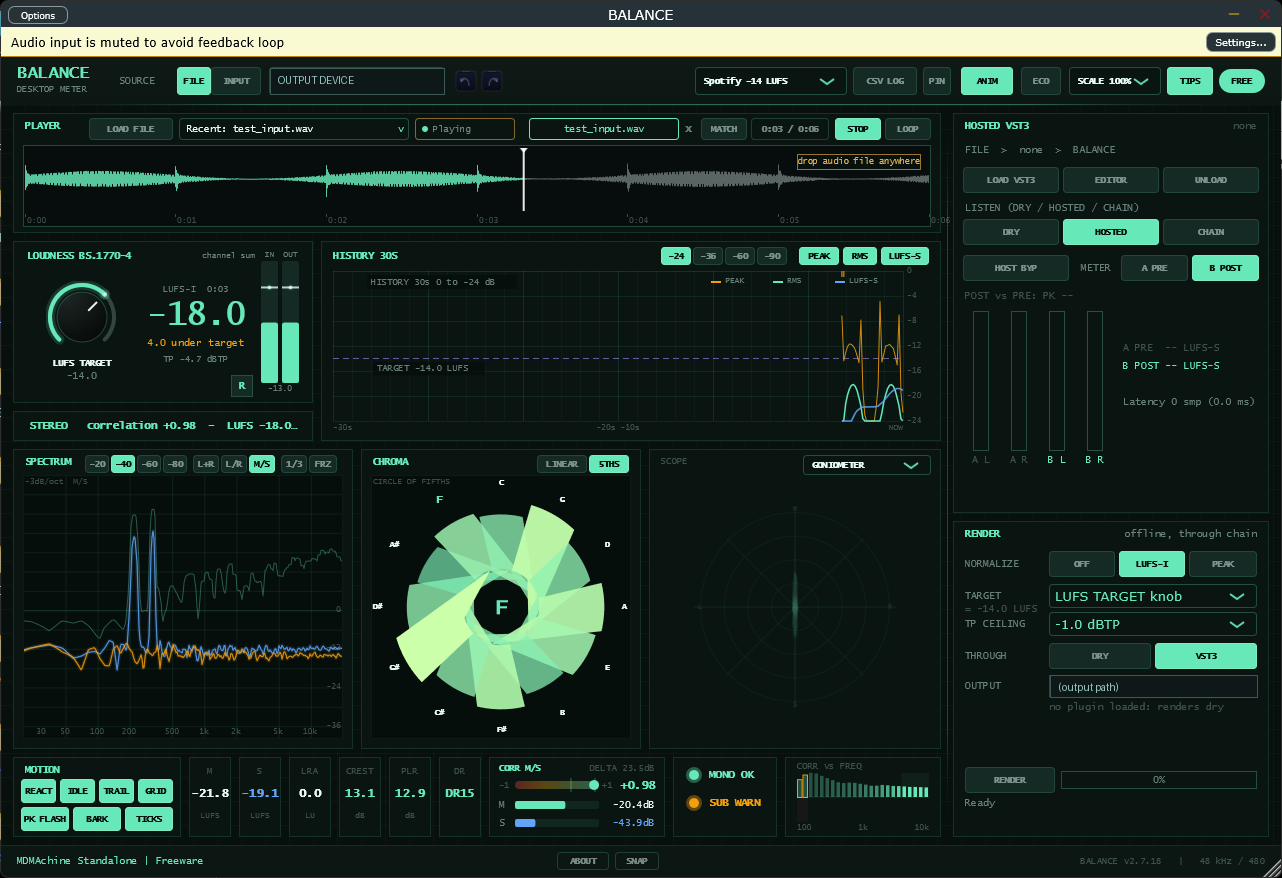 Options
BALANCE
Audio input is muted to avoid feedback loop
Settings...
BALANCE
DESKTOP METER
SOURCE
FILE INPUT
OUTPUT DEVICE
Spotify -14 LUFS
CSV LOG
PIN
ANIM
ECO
SCALE 100%
TIPS
FREE
PLAYER
LOAD FILE
Recent: test_input.wav v
Playing
test_input.wav
x
MATCH
0:03 / 0:06
STOP
LOOP
drop audio file anywhere
0:00 0:01 0:02 0:03 0:04 0:05 0:06
LOUDNESS BS.1770-4
channel sum IN OUT
LUFS-I 0:03
-18.0
4.0 under target
TP -4.7 dBTP
LUFS TARGET
-14.0
R
-13.0
STEREO correlation +0.98 - LUFS -18.0…
HISTORY 30S
-24 -36 -60 -90
PEAK RMS LUFS-S
HISTORY 30s 0 to -24 dB
PEAK RMS LUFS-S
TARGET -14.0 LUFS
0
-4
-12
-16
-20
-24
-30s -20s -10s NOW
SPECTRUM
-20 -40 -60 -80
L+R L/R M/S
1/3 FRZ
-3dB/oct M/S
0
-24
-36
30 50 100 200 500 1k 2k 5k 10k
CHROMA
LINEAR 5THS
CIRCLE OF FIFTHS
C
G
D
A
E
B
F#
C#
G#
D#
A#
F
F
SCOPE
GONIOMETER
MOTION
REACT IDLE TRAIL GRID
PK FLASH BARK TICKS
M
-21.8
LUFS
S
-19.1
LUFS
LRA
0.0
LU
CREST
13.1
dB
PLR
12.9
dB
DR
DR15
CORR M/S DELTA 23.5dB
-1 +1 +0.98
M -20.4dB
S -43.9dB
MONO OK
SUB WARN
CORR vs FREQ
100 1k 10k
HOSTED VST3 none
FILE > none > BALANCE
LOAD VST3 EDITOR UNLOAD
LISTEN (DRY / HOSTED / CHAIN)
DRY HOSTED CHAIN
HOST BYP METER A PRE B POST
POST vs PRE: PK --
A PRE -- LUFS-S
B POST -- LUFS-S
Latency 0 smp (0.0 ms)
A L A R B L B R
RENDER offline, through chain
NORMALIZE OFF LUFS-I PEAK
TARGET LUFS TARGET knob
= -14.0 LUFS
TP CEILING -1.0 dBTP
THROUGH DRY VST3
OUTPUT (output path)
no plugin loaded: renders dry
RENDER 0%
Ready
MDMAchine Standalone | Freeware
ABOUT SNAP
BALANCE v2.7.18 | 48 kHz / 480